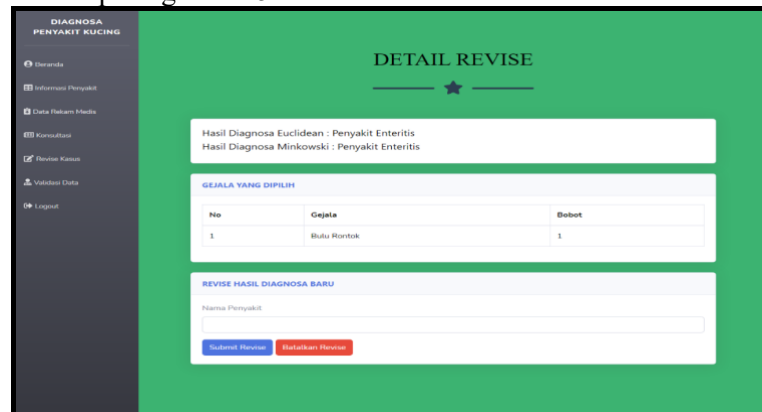 DIAGNOSA
PENYAKIT KUCING
Beranda
Informasi Penyakit
Data Rekam Medis
Konsultasi
Revise Kasus
Validasi Data
Logout
DETAIL REVISE
Hasil Diagnosa Euclidean : Penyakit Enteritis
Hasil Diagnosa Minkowski : Penyakit Enteritis
GEJALA YANG DIPILIH
No Gejala Bobot
1 Bulu Rontok 1
REVISE HASIL DIAGNOSA BARU
Nama Penyakit
Submit Revise Batalkan Revise